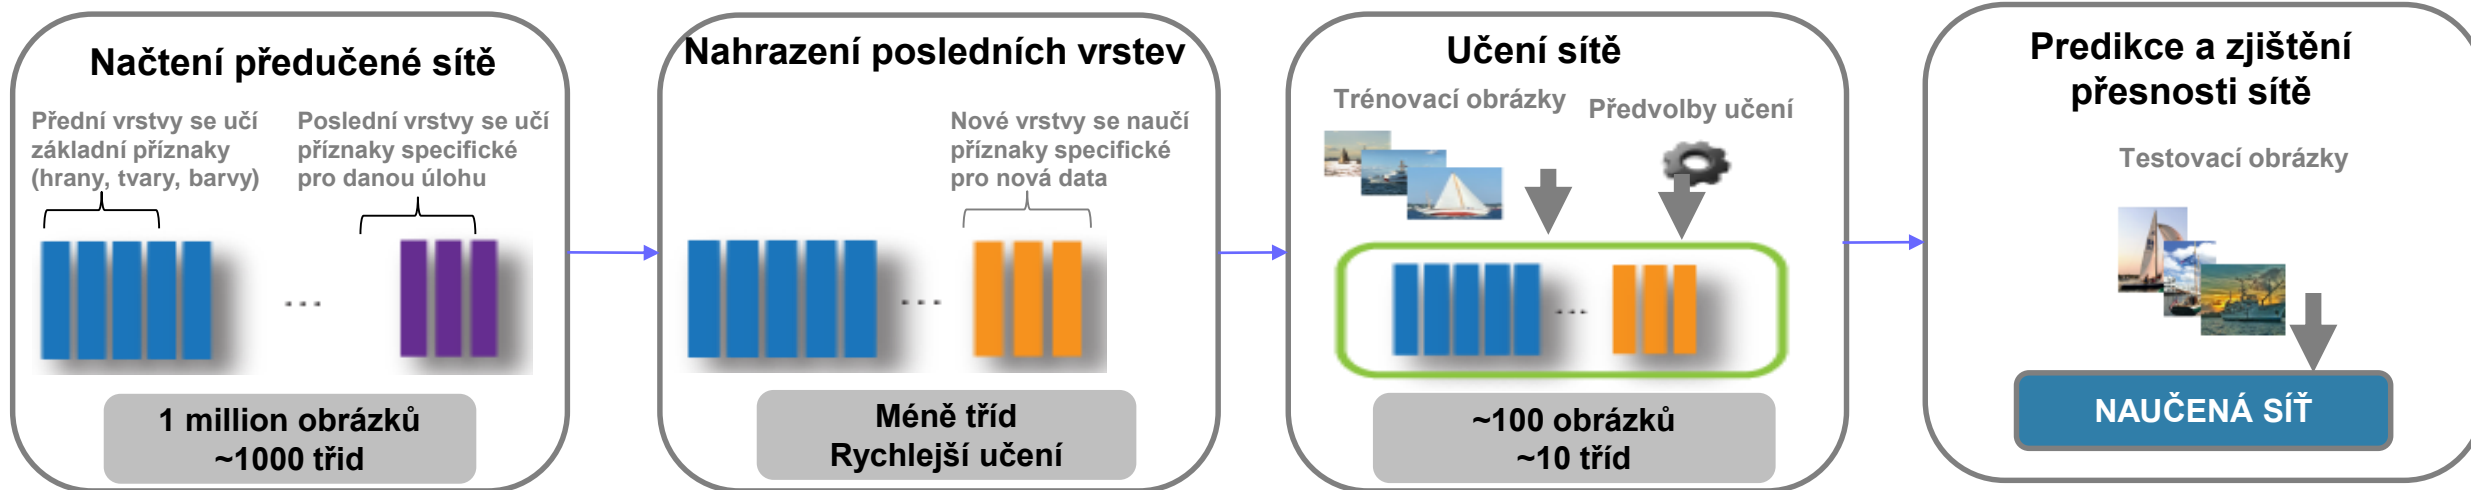 Načtení předučené sítě
Přední vrstvy se učí
základní příznaky
(hrany, tvary, barvy)
Poslední vrstvy se učí
příznaky specifické
pro danou úlohu
...
1 million obrázků
~1000 třid
Nahrazení posledních vrstev
Nové vrstvy se naučí
příznaky specifické
pro nová data
...
Méně tříd
Rychlejší učení
Učení sítě
Trénovací obrázky
Předvolby učení
...
~100 obrázků
~10 tříd
Predikce a zjištění
přesnosti sítě
Testovací obrázky
NAUČENÁ SÍŤ